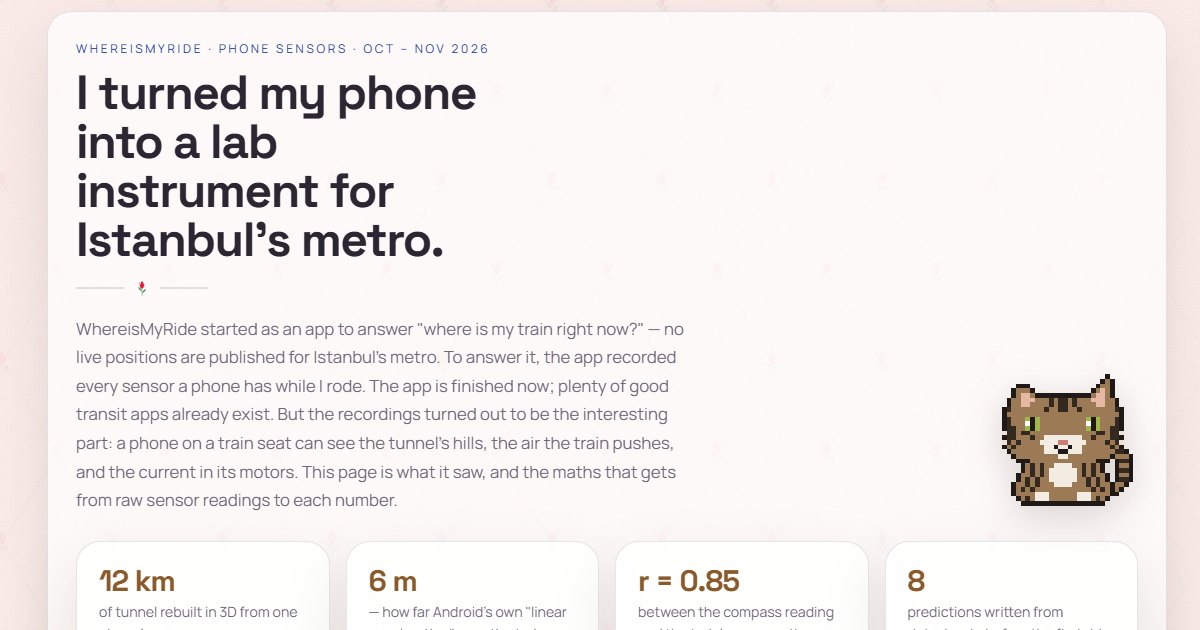 WHEREISMYRIDE · PHONE SENSORS · OCT – NOV 2026
I turned my phone
into a lab
instrument for
Istanbul's metro.
WhereisMyRide started as an app to answer "where is my train right now?" — no
live positions are published for Istanbul's metro. To answer it, the app recorded
every sensor a phone has while I rode. The app is finished now; plenty of good
transit apps already exist. But the recordings turned out to be the interesting
part: a phone on a train seat can see the tunnel's hills, the air the train pushes,
and the current in its motors. This page is what it saw, and the maths that gets
from raw sensor readings to each number.
12 km
of tunnel rebuilt in 3D from one
6 m
— how far Android's own "linear
r = 0.85
between the compass reading
8
predictions written from